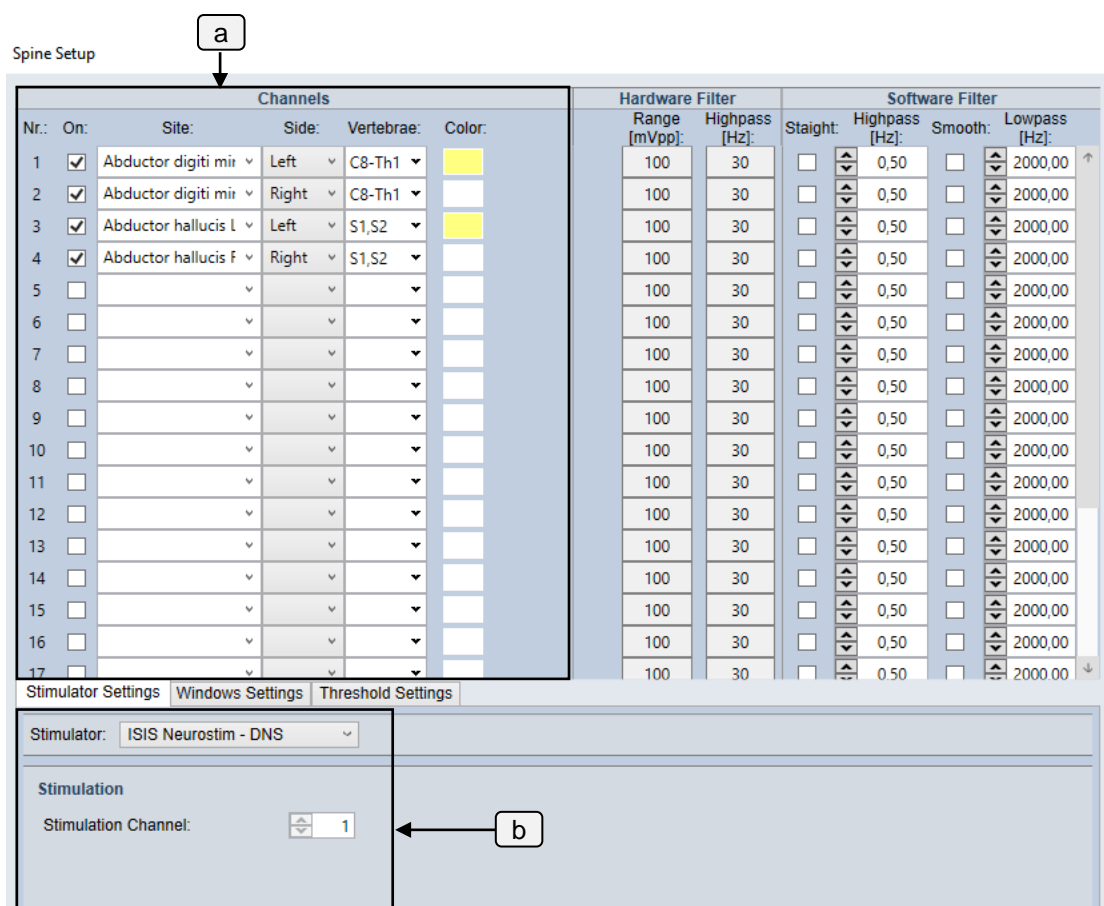 a
Spine Setup
Channels Hardware Filter Software Filter
Nr.: On: Site: Side: Vertebrae: Color: Range [mVpp]: Highpass [Hz]: Staight: Highpass [Hz]: Smooth: Lowpass [Hz]:
1 Abductor digiti mir Left C8-Th1 100 30 0,50 2000,00
2 Abductor digiti mir Right C8-Th1 100 30 0,50 2000,00
3 Abductor hallucis L Left S1,S2 100 30 0,50 2000,00
4 Abductor hallucis F Right S1,S2 100 30 0,50 2000,00
5 100 30 0,50 2000,00
6 100 30 0,50 2000,00
7 100 30 0,50 2000,00
8 100 30 0,50 2000,00
9 100 30 0,50 2000,00
10 100 30 0,50 2000,00
11 100 30 0,50 2000,00
12 100 30 0,50 2000,00
13 100 30 0,50 2000,00
14 100 30 0,50 2000,00
15 100 30 0,50 2000,00
16 100 30 0,50 2000,00
17 100 30 0,50 2000,00
Stimulator Settings Windows Settings Threshold Settings
Stimulator: ISIS Neurostim - DNS
Stimulation
Stimulation Channel: 1
b